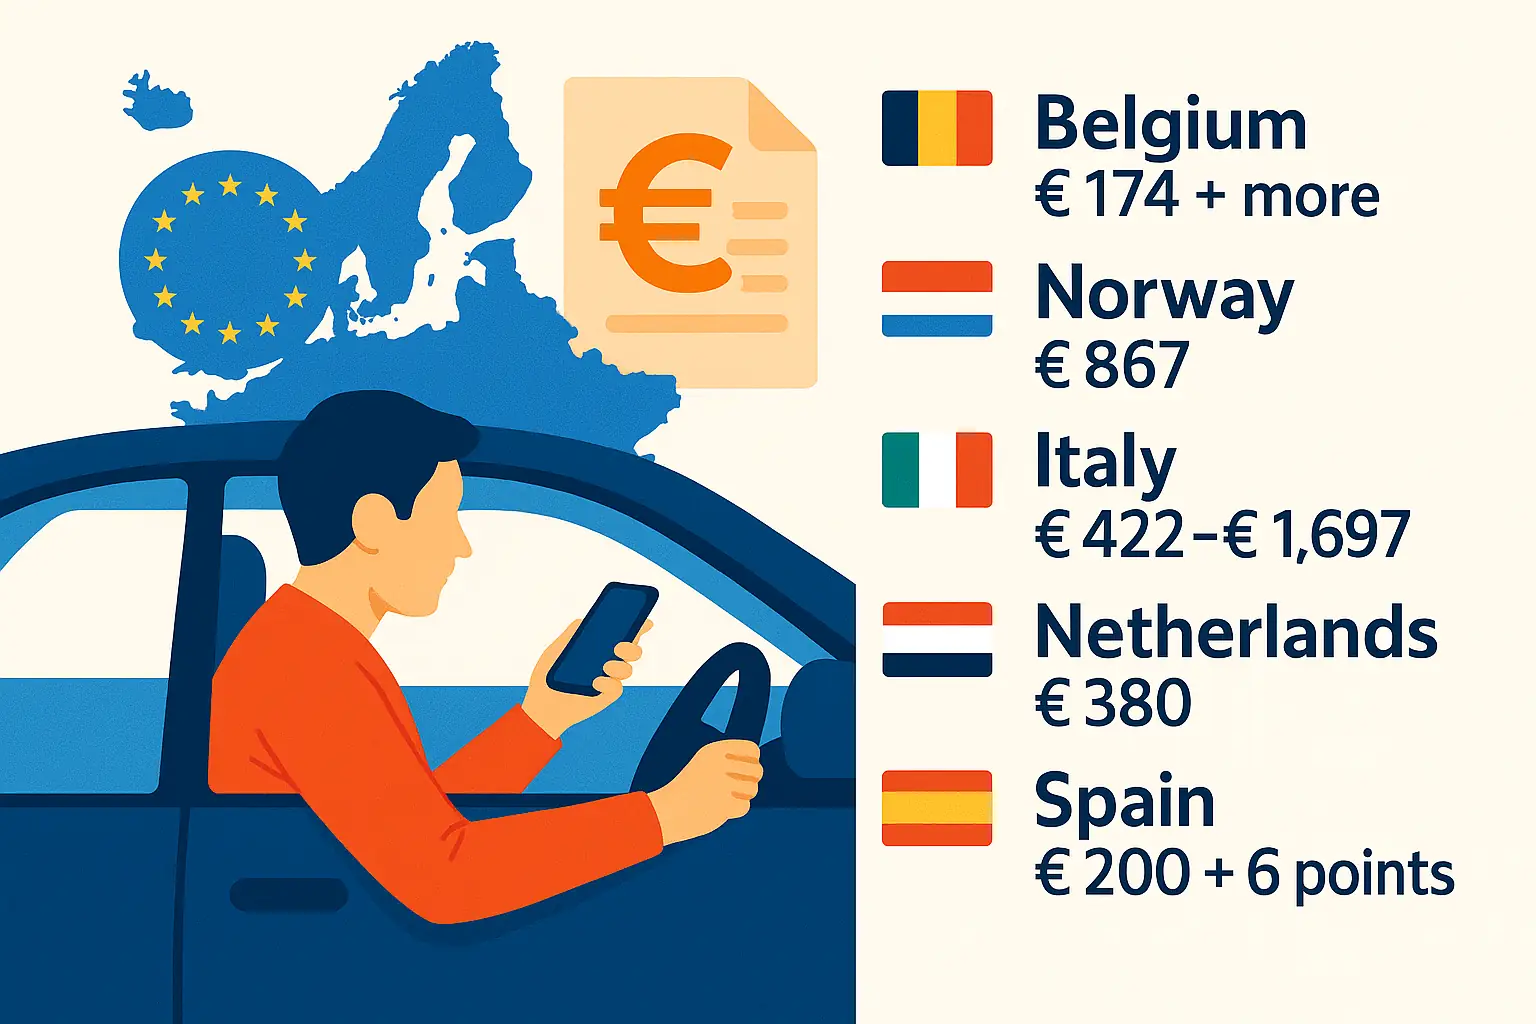 €
Belgium
€ 174 + more
Norway
€ 867
Italy
€ 422–€ 1,697
Netherlands
€ 380
Spain
€ 200 + 6 points